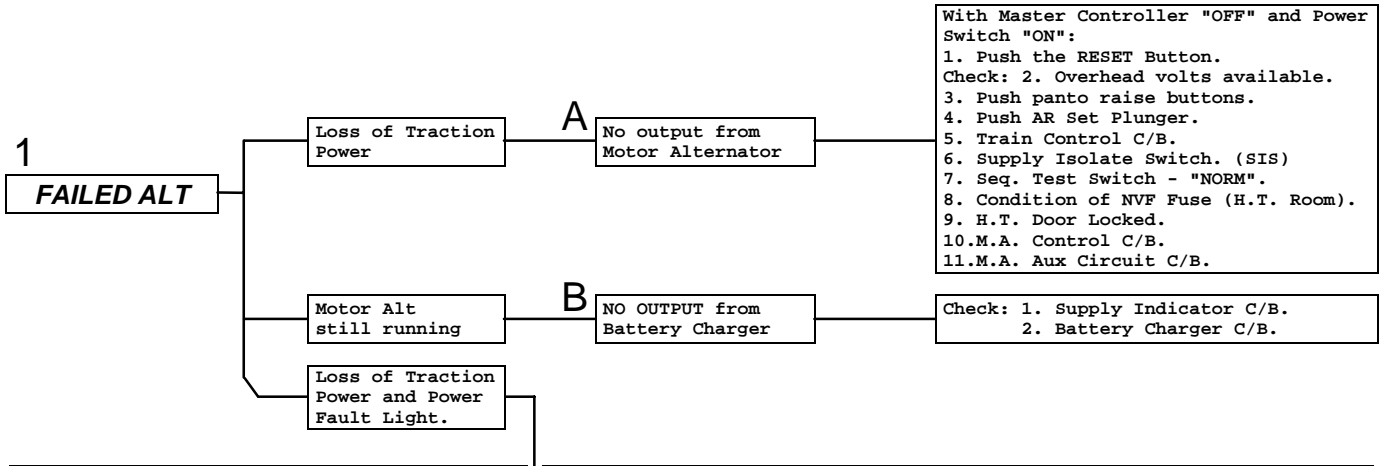 With Master Controller "OFF" and Power
Switch "ON":
1. Push the RESET Button.
Check: 2. Overhead volts available.
3. Push panto raise buttons.
4. Push AR Set Plunger.
5. Train Control C/B.
6. Supply Isolate Switch. (SIS)
7. Seq. Test Switch - "NORM".
8. Condition of NVF Fuse (H.T. Room).
9. H.T. Door Locked.
10.M.A. Control C/B.
11.M.A. Aux Circuit C/B.
1
FAILED ALT
Loss of Traction
Power
A
No output from
Motor Alternator
Motor Alt
still running
B
NO OUTPUT from
Battery Charger
Check: 1. Supply Indicator C/B.
2. Battery Charger C/B.
Loss of Traction
Power and Power
Fault Light.